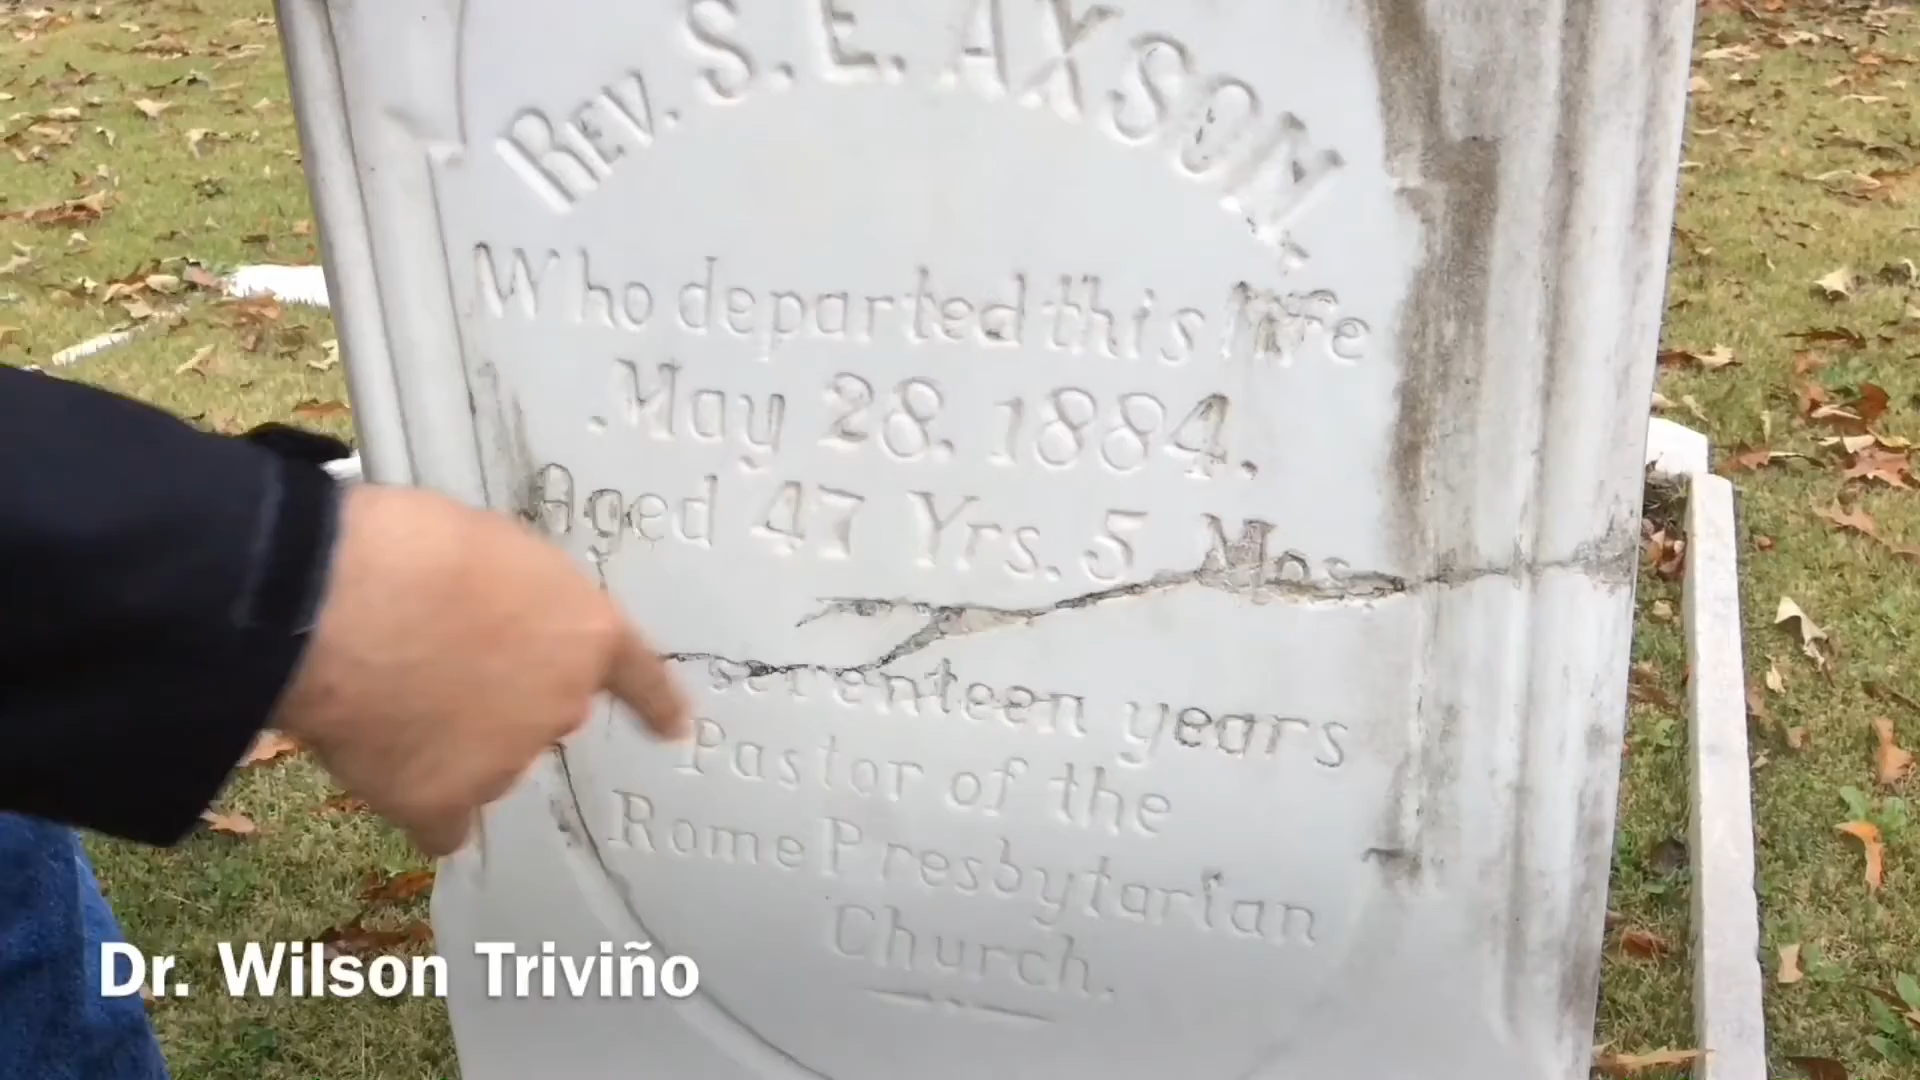 Rev. S. E. AXSON,
Who departed this life
May 28. 1884.
Aged 47 Yrs. 5 Mos
seventeen years
Pastor of the
Rome Presbytarian
Church.
Dr. Wilson Triviño